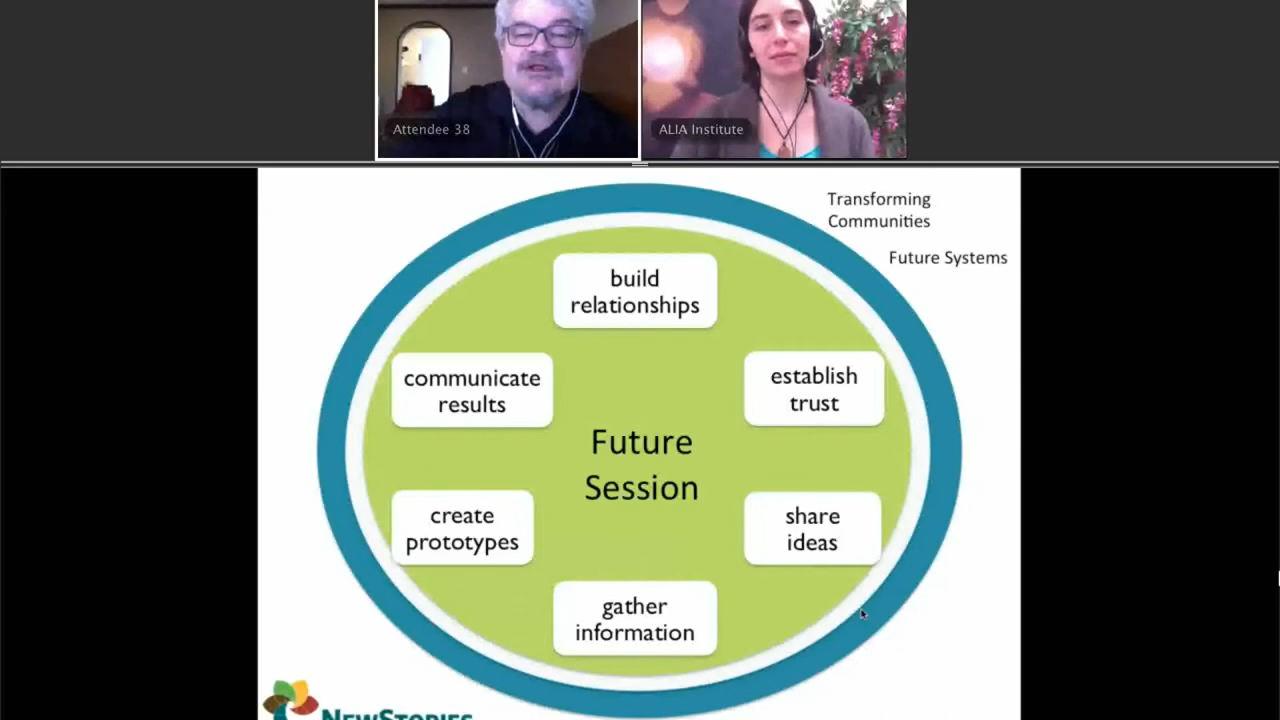 Attendee 38
ALIA Institute
Transforming
Communities
Future Systems
build
relationships
communicate
results
establish
trust
Future
Session
create
prototypes
share
ideas
gather
information
NEWSTORIES